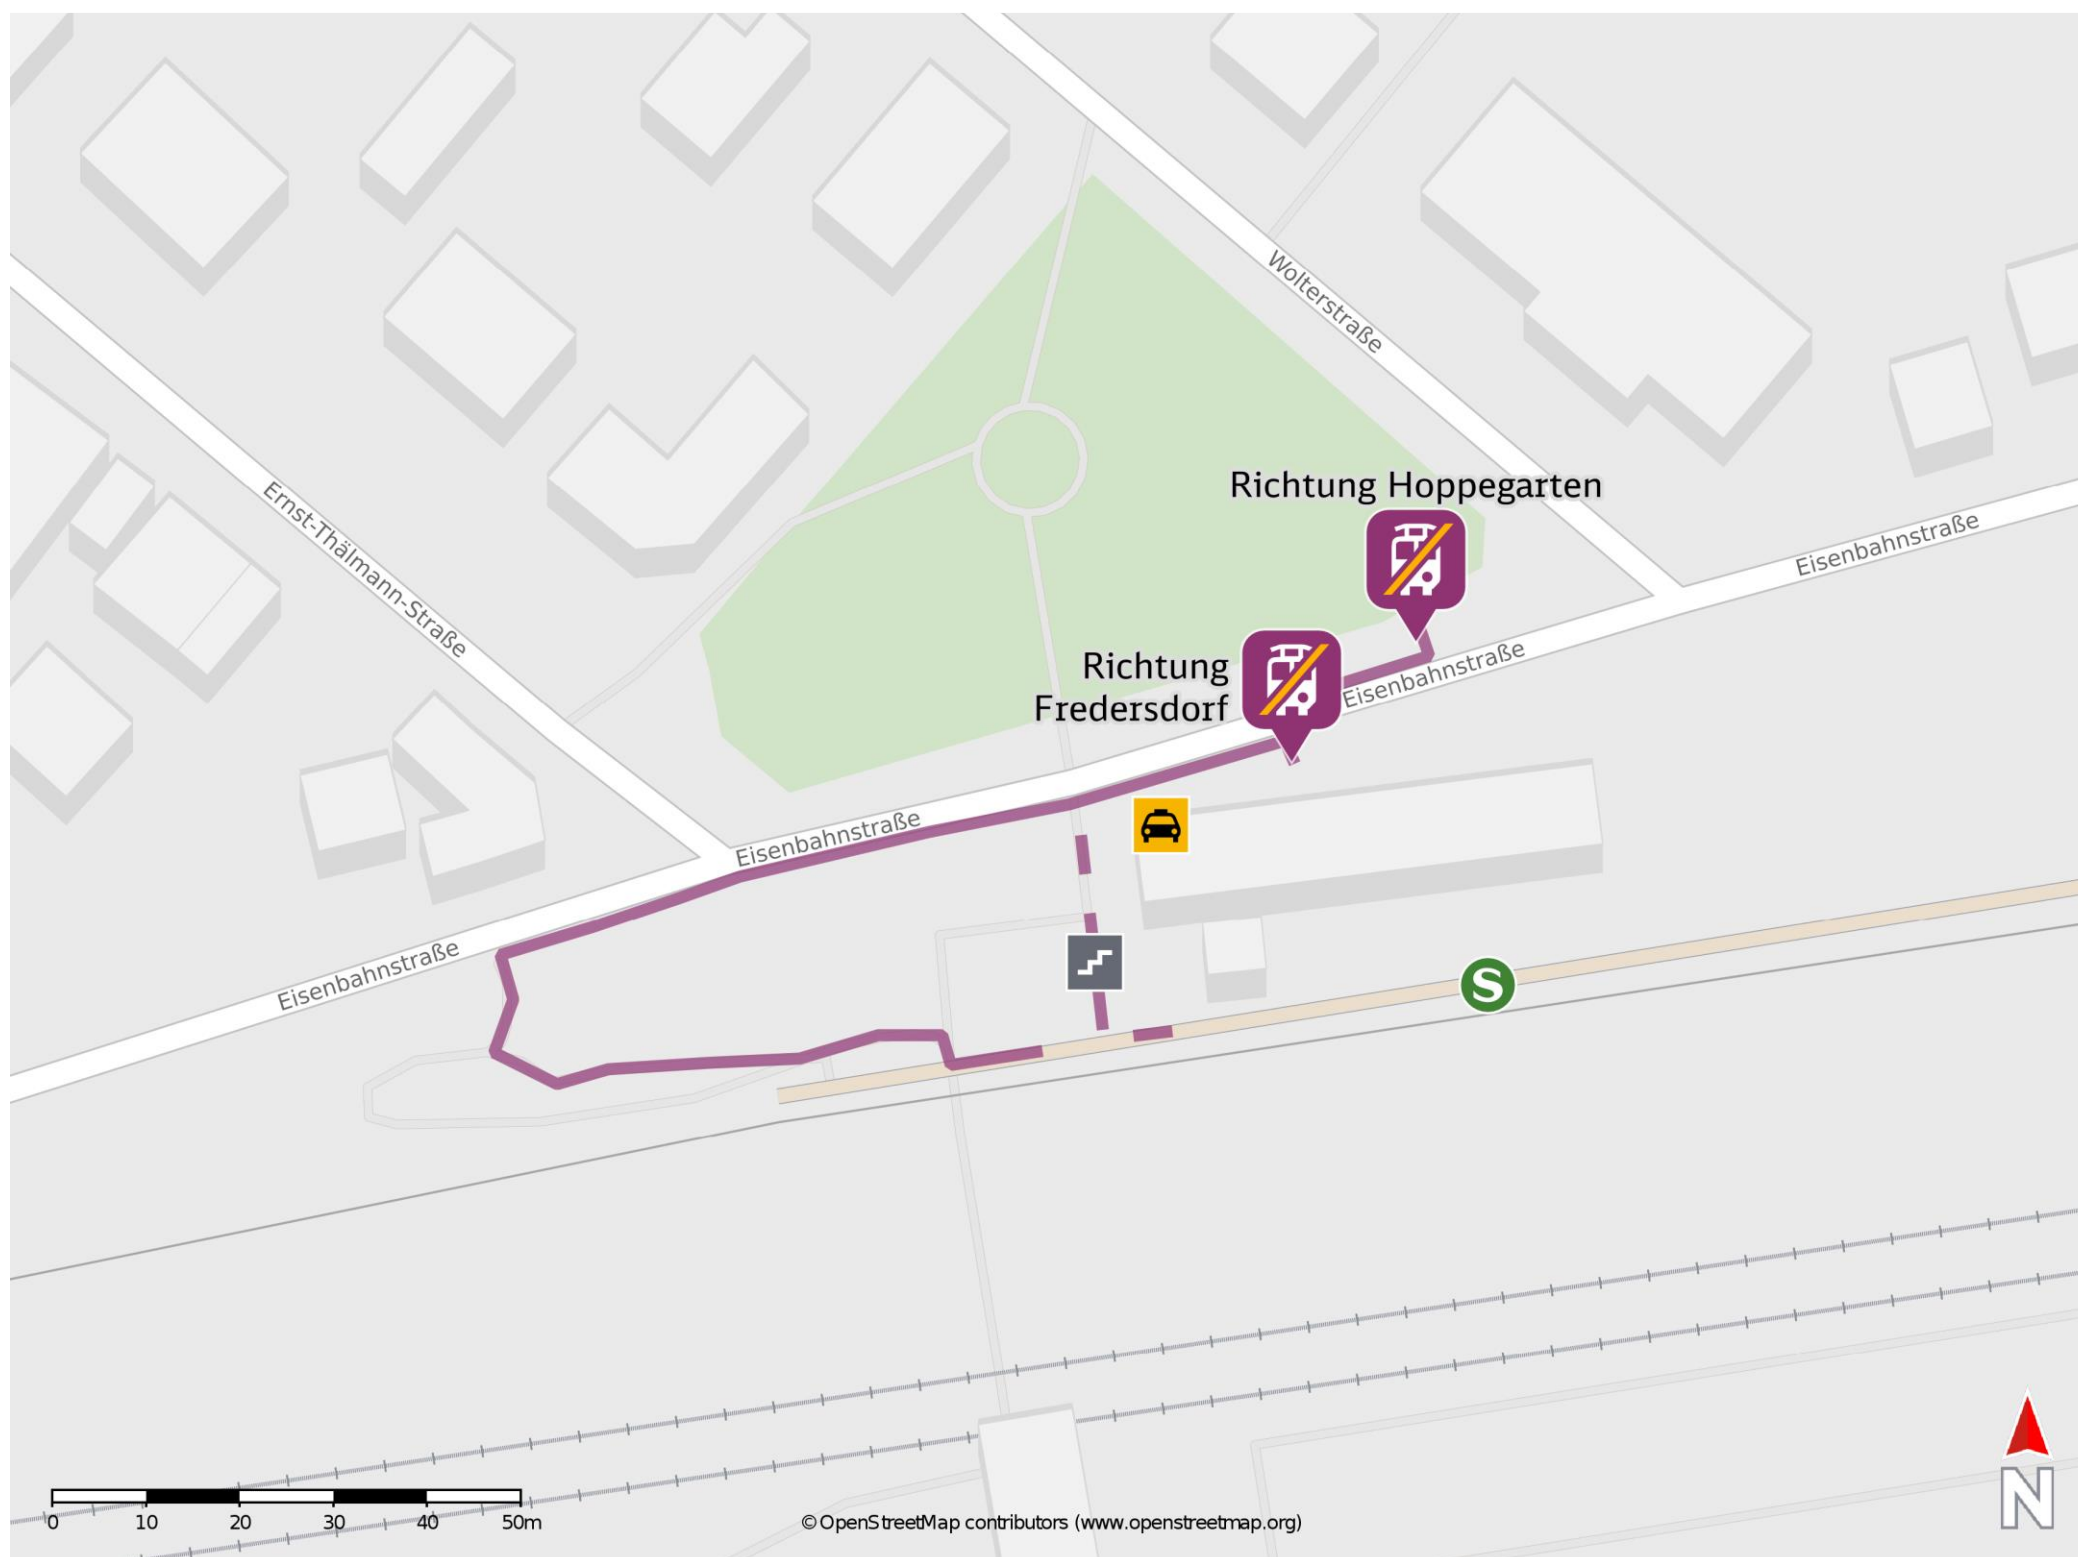 Wolterstraße
Richtung Hoppegarten
Ernst-Thälmann-Straße
Eisenbahnstraße
Richtung
Fredersdorf
Eisenbahnstraße
Eisenbahnstraße
Eisenbahnstraße
S
0 10 20 30 40 50m
© OpenStreetMap contributors (www.openstreetmap.org)
N